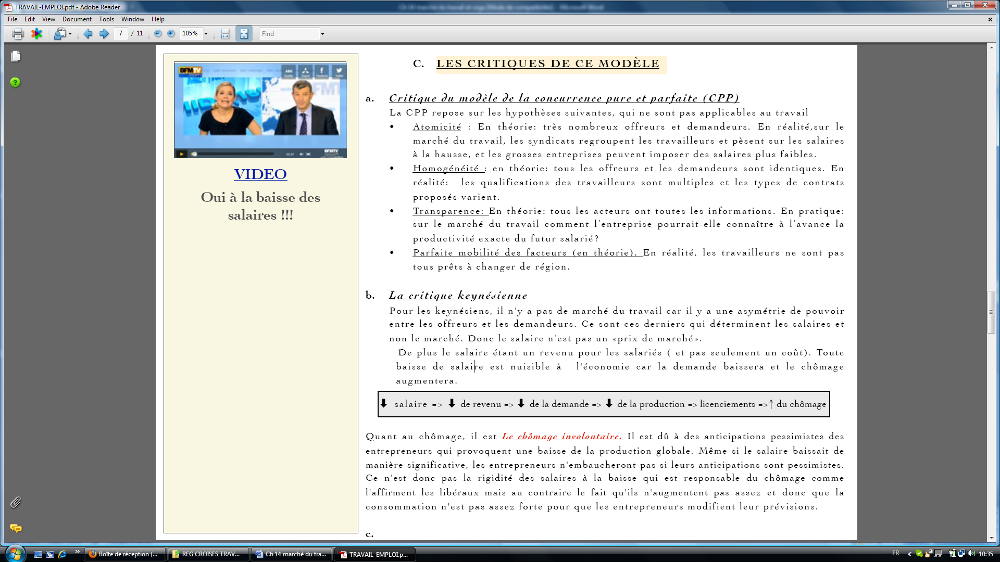 TRAVAIL-EMPLOI.pdf - Adobe Reader
File Edit View Document Tools Window Help
7 / 11 105% Find
BFMTV
.com
480
Quality Export Facebook Twitter
00:07
BFMTV
VIDEO
Oui à la baisse des
salaires !!!
C. LES CRITIQUES DE CE MODÈLE
a. Critique du modèle de la concurrence pure et parfaite (CPP)
La CPP repose sur les hypothèses suivantes, qui ne sont pas applicables au travail
• Atomicité : En théorie: très nombreux offreurs et demandeurs. En réalité,sur le
marché du travail, les syndicats regroupent les travailleurs et pèsent sur les salaires
à la hausse, et les grosses entreprises peuvent imposer des salaires plus faibles.
• Homogénéité : en théorie: tous les offreurs et les demandeurs sont identiques. En
réalité: les qualifications des travailleurs sont multiples et les types de contrats
proposés varient.
• Transparence: En théorie: tous les acteurs ont toutes les informations. En pratique:
sur le marché du travail comment l'entreprise pourrait-elle connaître à l'avance la
productivité exacte du futur salarié?
• Parfaite mobilité des facteurs (en théorie). En réalité, les travailleurs ne sont pas
tous prêts à changer de région.
b. La critique keynésienne
Pour les keynésiens, il n'y a pas de marché du travail car il y a une asymétrie de pouvoir
entre les offreurs et les demandeurs. Ce sont ces derniers qui déterminent les salaires et
non le marché. Donc le salaire n'est pas un «prix de marché».
De plus le salaire étant un revenu pour les salariés ( et pas seulement un coût). Toute
baisse de salaire est nuisible à l'économie car la demande baissera et le chômage
augmentera.
⬇ salaire => ⬇ de revenu => ⬇ de la demande => ⬇ de la production => licenciements =>↑ du chômage
Quant au chômage, il est Le chômage involontaire. Il est dû à des anticipations pessimistes des
entrepreneurs qui provoquent une baisse de la production globale. Même si le salaire baissait de
manière significative, les entrepreneurs n'embaucheront pas si leurs anticipations sont pessimistes.
Ce n'est donc pas la rigidité des salaires à la baisse qui est responsable du chômage comme
l'affirment les libéraux mais au contraire le fait qu'ils n'augmentent pas assez et donc que la
consommation n'est pas assez forte pour que les entrepreneurs modifient leur prévisions.
c.
Boîte de réception (... REG CROISES TRAV... Ch 14 marché du tra... TRAVAIL-EMPLOI.p... FR 10:35